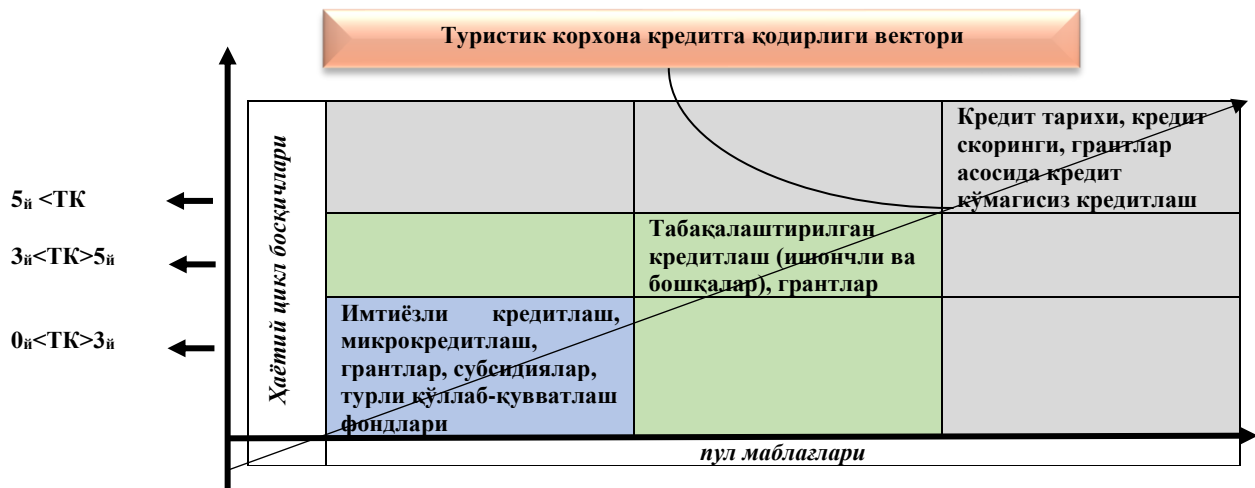 Туристик корхона кредитга қодирлиги вектори
Ҳаётий цикл босқичлари
Кредит тарихи, кредит
скоринги, грантлар
асосида кредит
кўмагисиз кредитлаш
5й <ТК
3й<ТК>5й
Табақалаштирилган
кредитлаш (ишончли ва
бошқалар), грантлар
0й<ТК>3й
Имтиёзли кредитлаш,
микрокредитлаш,
грантлар, субсидиялар,
турли қўллаб-қувватлаш
фондлари
пул маблағлари